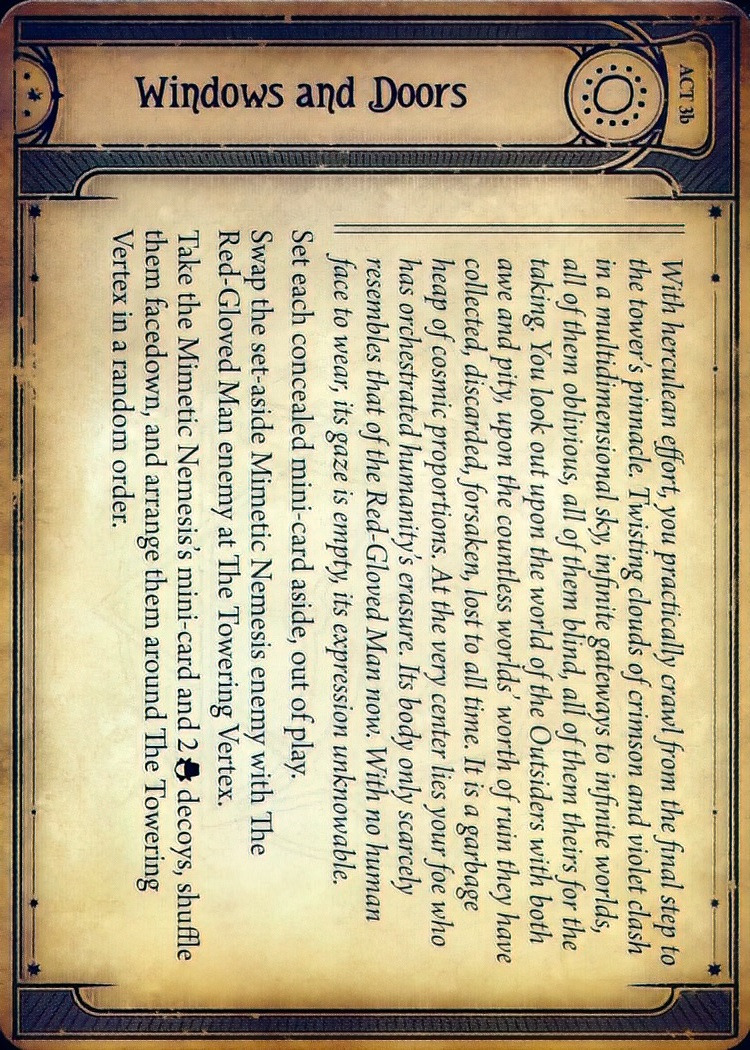 ACT 3b
Windows and Doors
With herculean effort, you practically crawl from the final step to
the tower's pinnacle. Twisting clouds of crimson and violet clash
in a multidimensional sky, infinite gateways to infinite worlds,
all of them oblivious, all of them blind, all of them theirs for the
taking. You look out upon the world of the Outsiders with both
awe and pity, upon the countless worlds' worth of ruin they have
collected, discarded, forsaken, lost to all time. It is a garbage
heap of cosmic proportions. At the very center lies your foe who
has orchestrated humanity's erasure. Its body only scarcely
resembles that of the Red-Gloved Man now. With no human
face to wear, its gaze is empty, its expression unknowable.
Set each concealed mini-card aside, out of play.
Swap the set-aside Mimetic Nemesis enemy with The
Red-Gloved Man enemy at The Towering Vertex.
Take the Mimetic Nemesis's mini-card and 2 decoys, shuffle
them facedown, and arrange them around The Towering
Vertex in a random order.